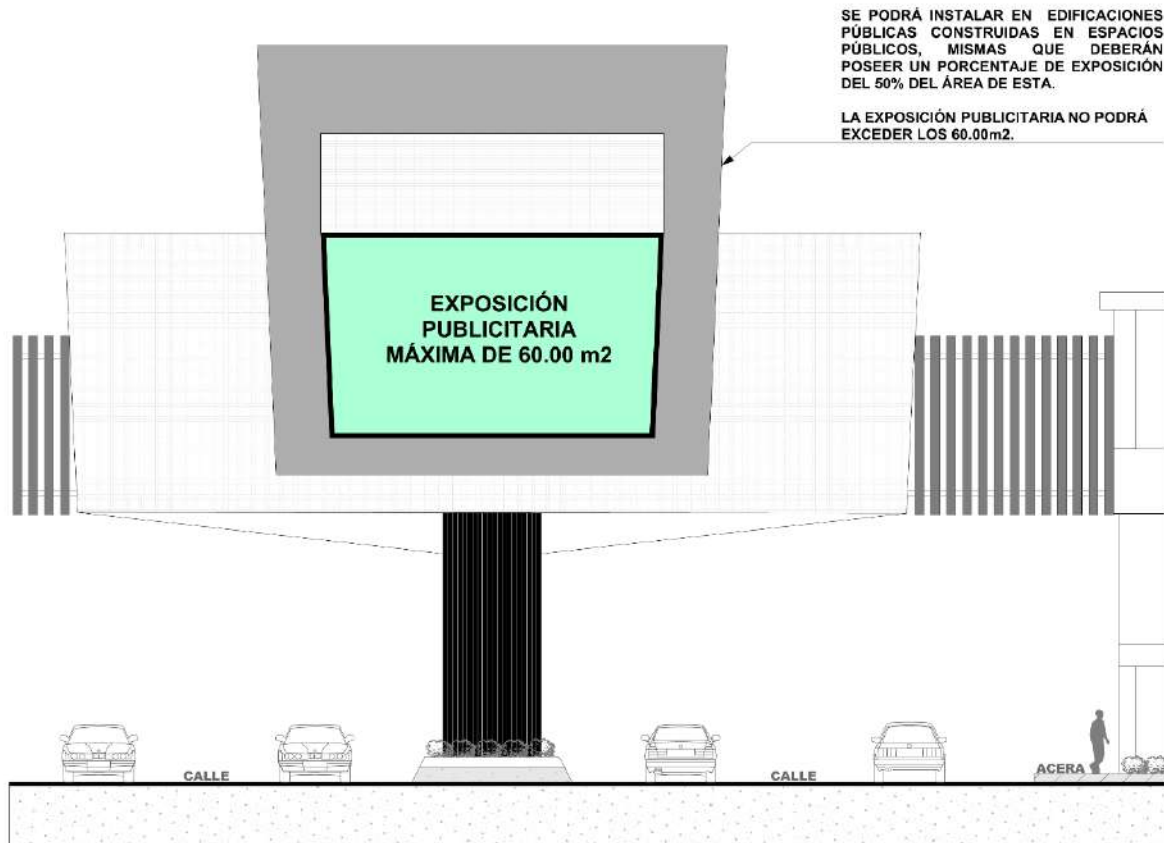 SE PODRÁ INSTALAR EN EDIFICACIONES
PÚBLICAS CONSTRUIDAS EN ESPACIOS
PÚBLICOS, MISMAS QUE DEBERÁN
POSEER UN PORCENTAJE DE EXPOSICIÓN
DEL 50% DEL ÁREA DE ESTA.
LA EXPOSICIÓN PUBLICITARIA NO PODRÁ
EXCEDER LOS 60.00m2.
EXPOSICIÓN
PUBLICITARIA
MÁXIMA DE 60.00 m2
CALLE
CALLE
ACERA